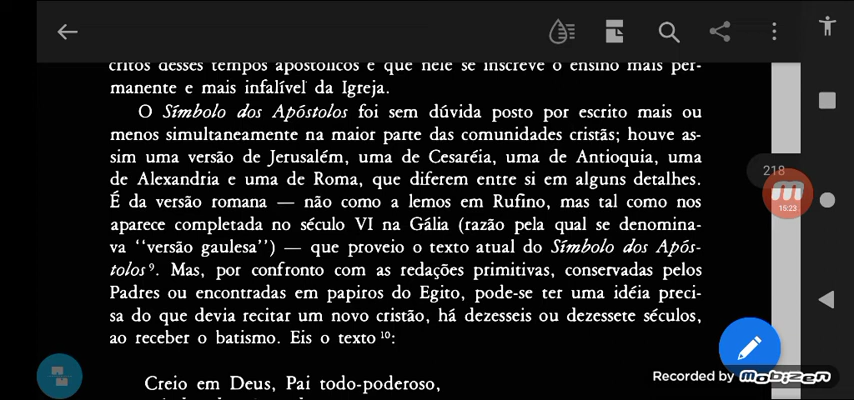 critos desses tempos apostólicos e que nele se inscreve o ensino mais per-
manente e mais infalível da Igreja.
O Símbolo dos Apóstolos foi sem dúvida posto por escrito mais ou
menos simultaneamente na maior parte das comunidades cristãs; houve as-
sim uma versão de Jerusalém, uma de Cesaréia, uma de Antioquia, uma
de Alexandria e uma de Roma, que diferem entre si em alguns detalhes.
É da versão romana — não como a lemos em Rufino, mas tal como nos
aparece completada no século VI na Gália (razão pela qual se denomina-
va “versão gaulesa”) — que proveio o texto atual do Símbolo dos Após-
tolos⁹. Mas, por confronto com as redações primitivas, conservadas pelos
Padres ou encontradas em papiros do Egito, pode-se ter uma idéia preci-
sa do que devia recitar um novo cristão, há dezesseis ou dezessete séculos,
ao receber o batismo. Eis o texto¹⁰:
Creio em Deus, Pai todo-poderoso,
218
15:23
Recorded by mobizen